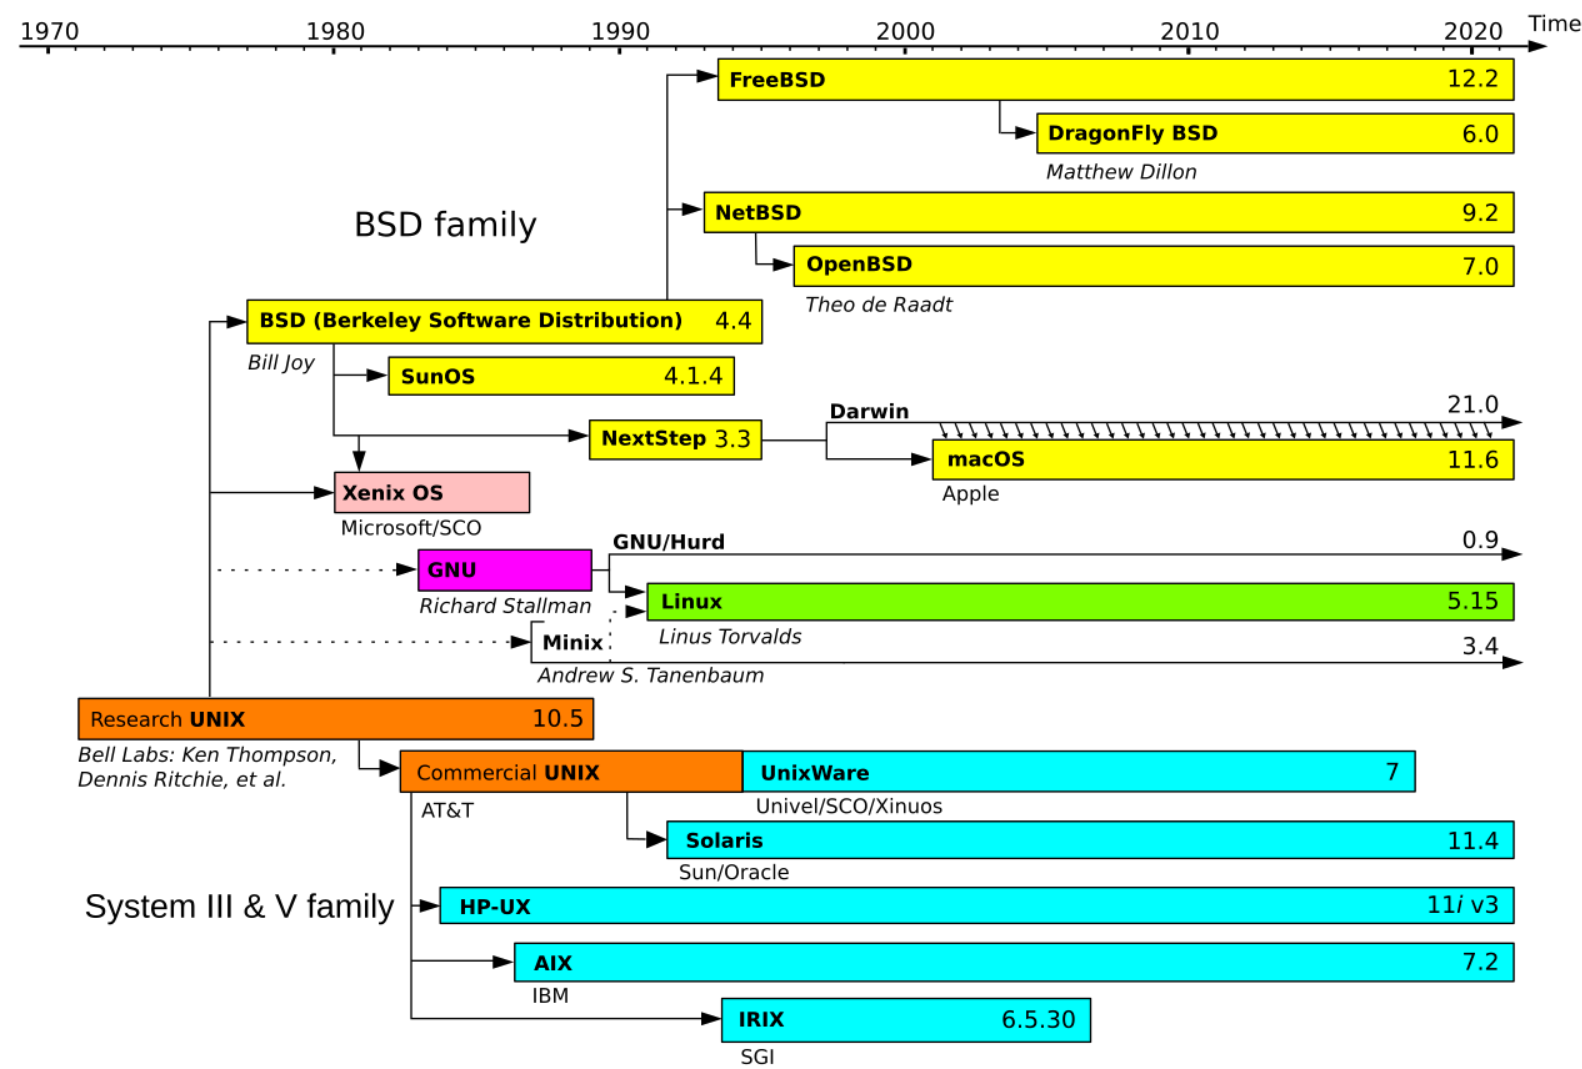 1970 1980 1990 2000 2010 2020 Time
FreeBSD 12.2
DragonFly BSD 6.0
Matthew Dillon
BSD family
NetBSD 9.2
OpenBSD 7.0
Theo de Raadt
BSD (Berkeley Software Distribution) 4.4
Bill Joy
SunOS 4.1.4
Darwin 21.0
NextStep 3.3
macOS 11.6
Apple
Xenix OS
Microsoft/SCO
GNU/Hurd 0.9
GNU
Richard Stallman
Linux 5.15
Linus Torvalds
Minix 3.4
Andrew S. Tanenbaum
Research UNIX 10.5
Bell Labs: Ken Thompson,
Dennis Ritchie, et al.
Commercial UNIX
AT&T
UnixWare 7
Univel/SCO/Xinuos
Solaris 11.4
Sun/Oracle
System III & V family
HP-UX 11i v3
AIX 7.2
IBM
IRIX 6.5.30
SGI